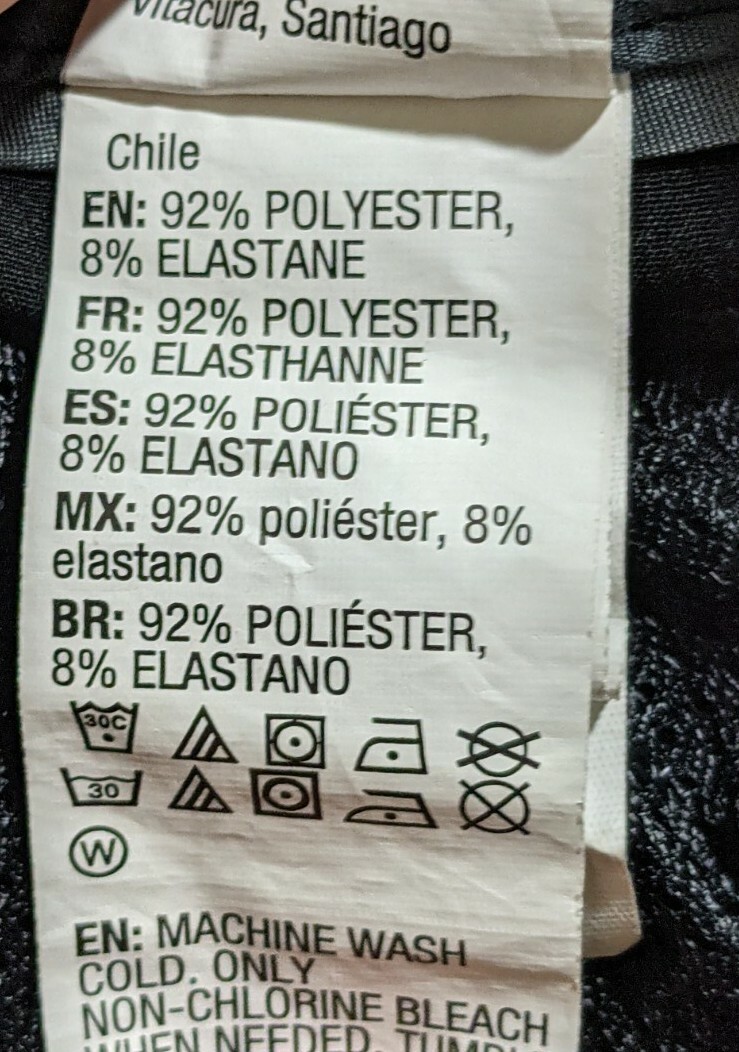 Vitacura, Santiago
Chile
EN: 92% POLYESTER,
8% ELASTANE
FR: 92% POLYESTER,
8% ELASTHANNE
ES: 92% POLIÉSTER,
8% ELASTANO
MX: 92% poliéster, 8%
elastano
BR: 92% POLIÉSTER,
8% ELASTANO
30C
30
W
EN: MACHINE WASH
COLD. ONLY
NON-CHLORINE BLEACH
WHEN NEEDED.